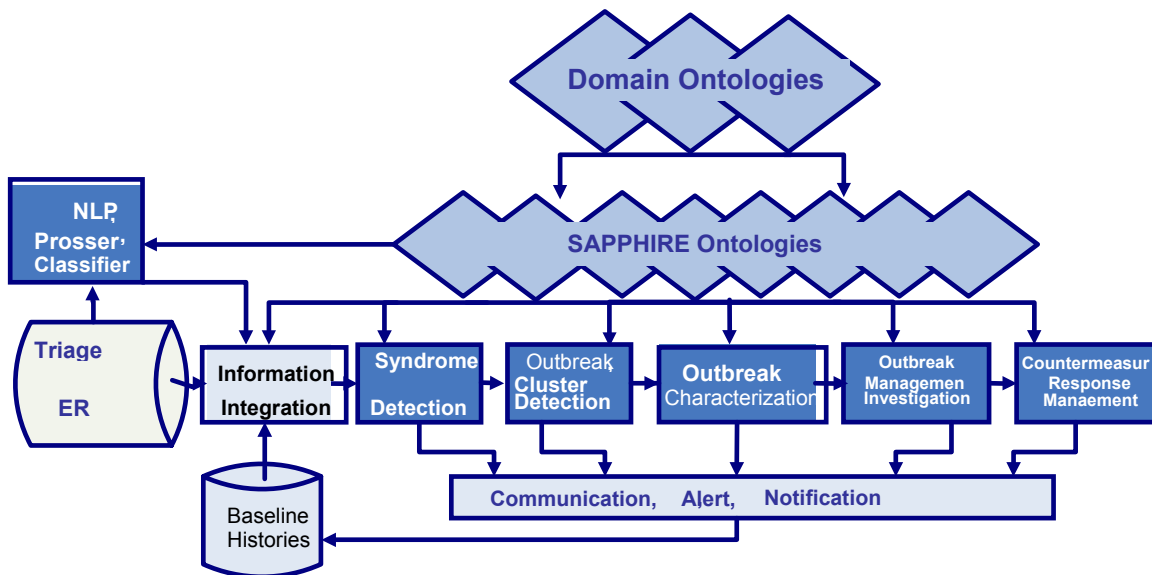 Domain Ontologies
NLP,
Prosser,
Classifier
SAPPHIRE Ontologies
Triage
ER
Information
Integration
Syndrome
Detection
Outbreak,
Cluster
Detection
Outbreak
Characterization
Outbreak
Managemen
Investigation
Countermeasur
Response
Manaement
Communication, Alert, Notification
Baseline
Histories